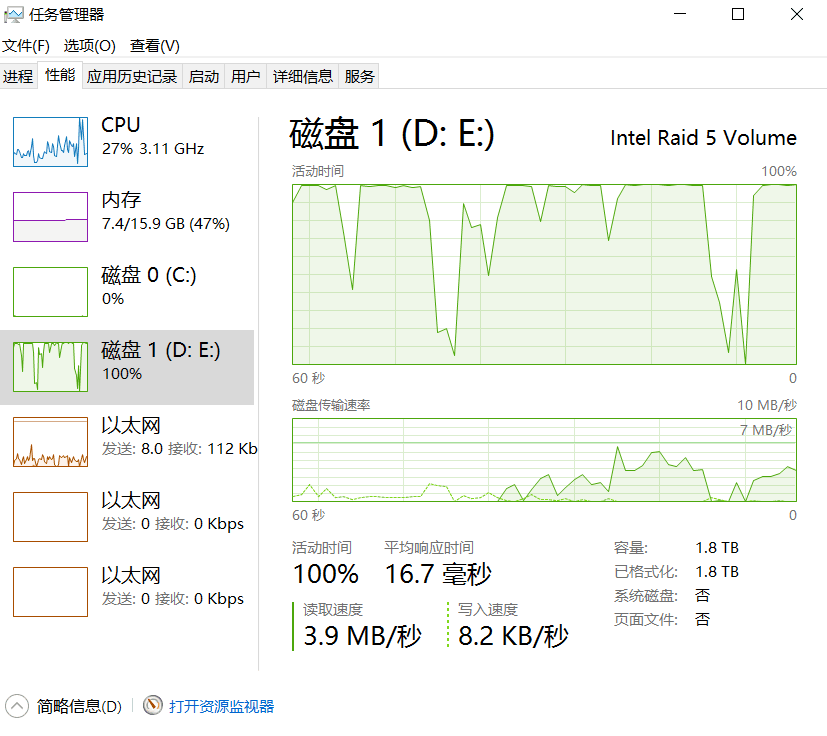 任务管理器
文件(F) 选项(O) 查看(V)
进程 性能 应用历史记录 启动 用户 详细信息 服务
CPU
27% 3.11 GHz
内存
7.4/15.9 GB (47%)
磁盘 0 (C:)
0%
磁盘 1 (D: E:)
100%
以太网
发送: 8.0 接收: 112 Kb
以太网
发送: 0 接收: 0 Kbps
以太网
发送: 0 接收: 0 Kbps
磁盘 1 (D: E:)
Intel Raid 5 Volume
活动时间 100%
60 秒 0
磁盘传输速率 10 MB/秒
7 MB/秒
60 秒 0
活动时间 平均响应时间
100% 16.7 毫秒
读取速度 写入速度
3.9 MB/秒 8.2 KB/秒
容量: 1.8 TB
已格式化: 1.8 TB
系统磁盘: 否
页面文件: 否
简略信息(D) 打开资源监视器